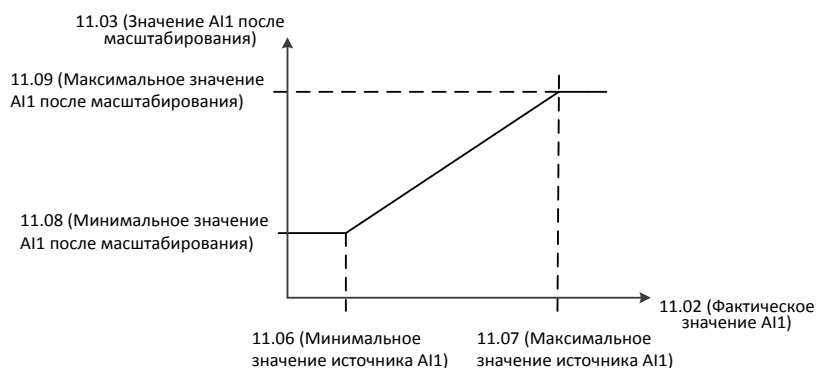 11.03 (Значение AI1 после
масштабирования)
11.09 (Максимальное значение
AI1 после масштабирования)
11.08 (Минимальное значение
AI1 после масштабирования)
11.02 (Фактическое
значение AI1)
11.06 (Минимальное
значение источника AI1)
11.07 (Максимальное
значение источника AI1)